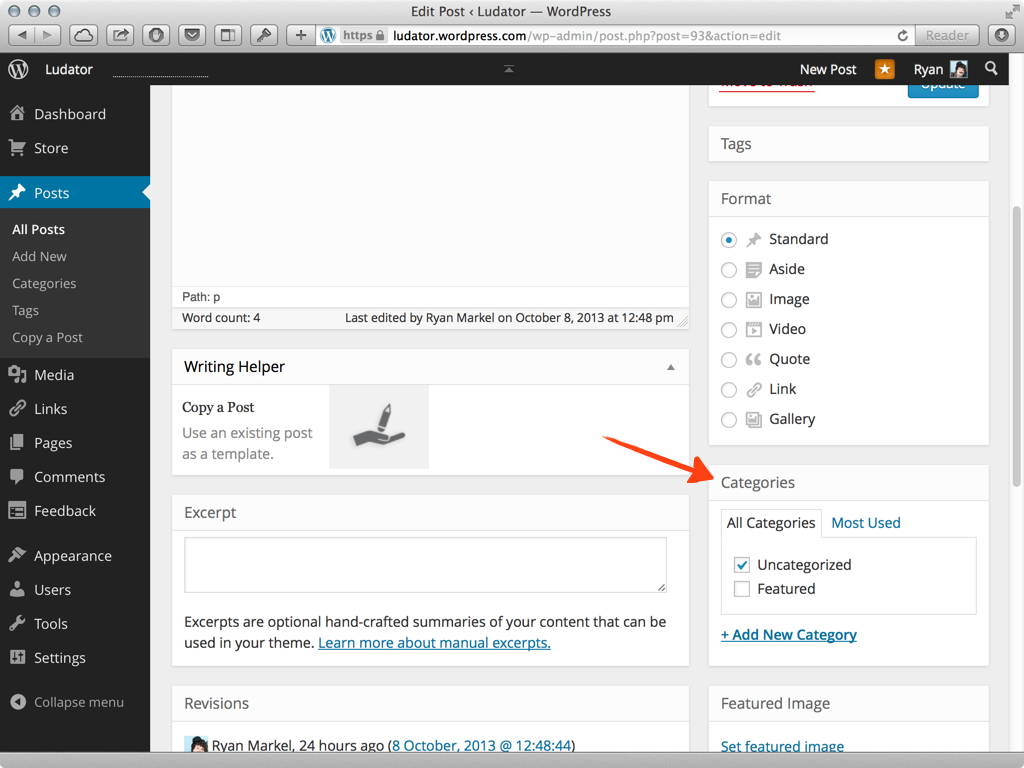 Edit Post ‹ Ludator — WordPress
https ludator.wordpress.com/wp-admin/post.php?post=93&action=edit
Reader
Ludator
New Post
Ryan
Dashboard
Store
Posts
All Posts
Add New
Categories
Tags
Copy a Post
Media
Links
Pages
Comments
Feedback
Appearance
Users
Tools
Settings
Collapse menu
Path: p
Word count: 4
Last edited by Ryan Markel on October 8, 2013 at 12:48 pm
Writing Helper
Copy a Post
Use an existing post
as a template.
Excerpt
Excerpts are optional hand-crafted summaries of your content that can be
used in your theme. Learn more about manual excerpts.
Revisions
Ryan Markel, 24 hours ago (8 October, 2013 @ 12:48:44)
Move to Trash
Update
Tags
Format
Standard
Aside
Image
Video
Quote
Link
Gallery
Categories
All Categories
Most Used
Uncategorized
Featured
+ Add New Category
Featured Image
Set featured image